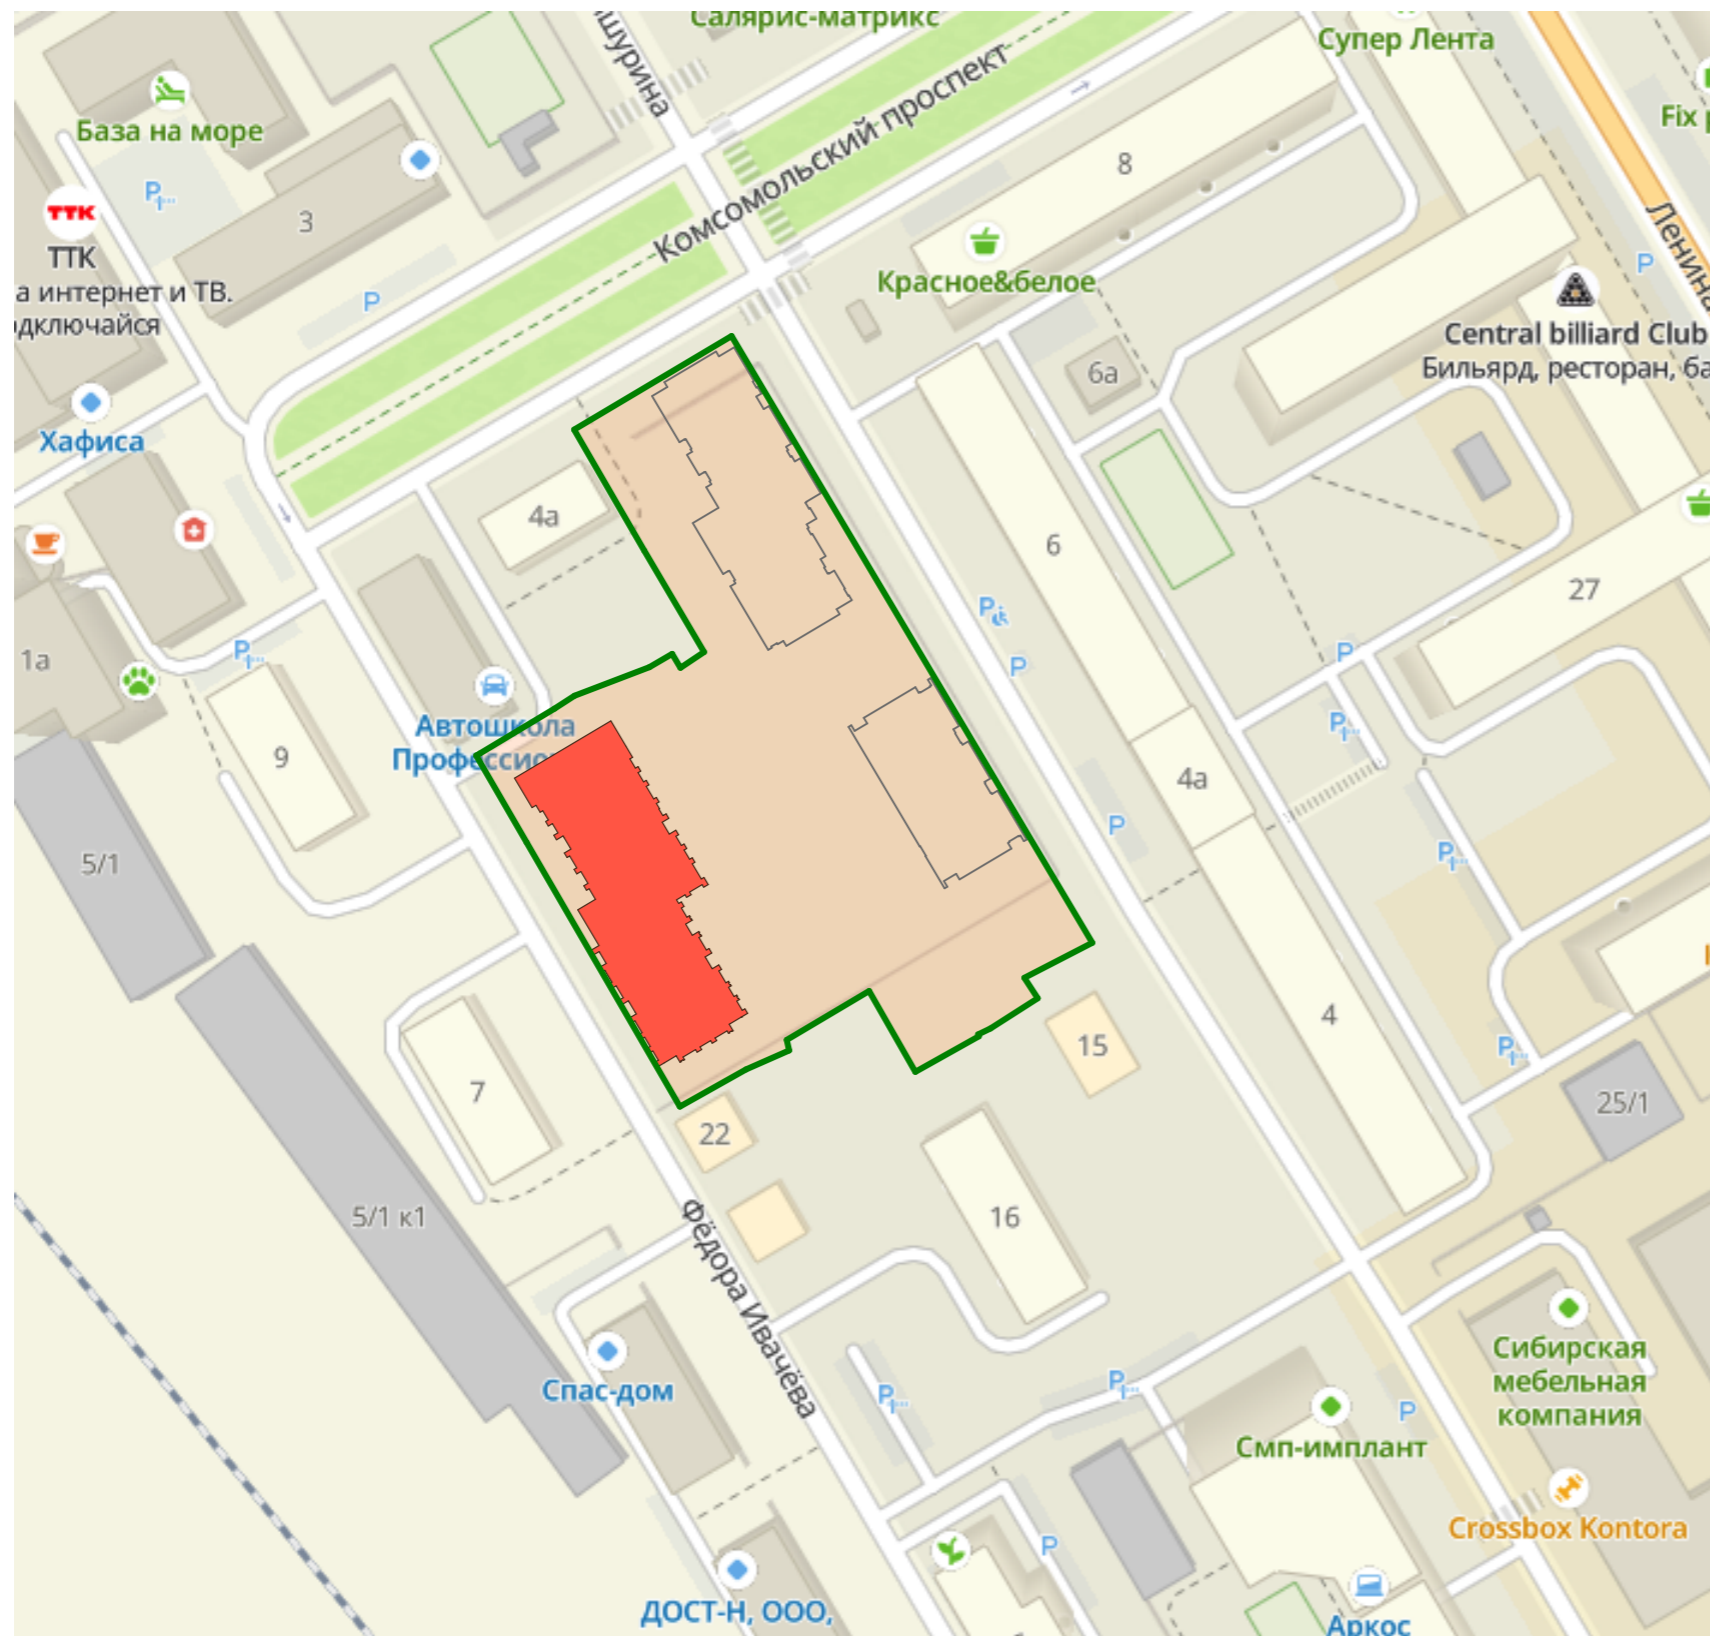 Салярис-матрикс
Супер Лента
шурина
Комсомольский проспект
База на море
Fix
P
3
8
ТТК
ТТК
а интернет и ТВ.
одключайся
P
Красное&белое
P
Ленина
Central billiard Club
Бильярд, ресторан, ба
6а
Хафиса
4а
6
27
P
P
P
P
1а
Автошкола
Профессио
9
P
4а
P
P
5/1
4
15
P
7
25/1
22
5/1 к1
16
Фёдора Ивачёва
Спас-дом
P
P
P
Сибирская
мебельная
компания
Смп-имплант
Crossbox Kontora
P
ДОСТ-Н, ООО,
Аркос